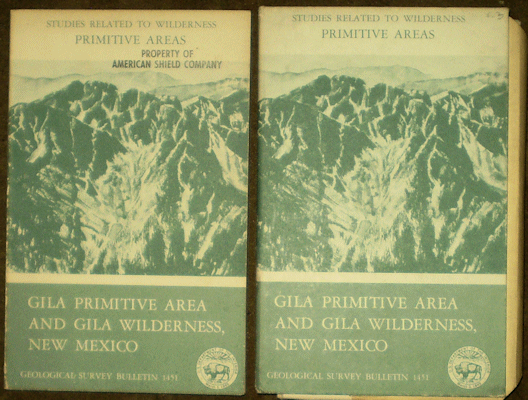 STUDIES RELATED TO WILDERNESS
PRIMITIVE AREAS
PROPERTY OF
AMERICAN SHIELD COMPANY
GILA PRIMITIVE AREA
AND GILA WILDERNESS,
NEW MEXICO
GEOLOGICAL SURVEY BULLETIN 1451
STUDIES RELATED TO WILDERNESS
PRIMITIVE AREAS
GILA PRIMITIVE AREA
AND GILA WILDERNESS,
NEW MEXICO
GEOLOGICAL SURVEY BULLETIN 1451